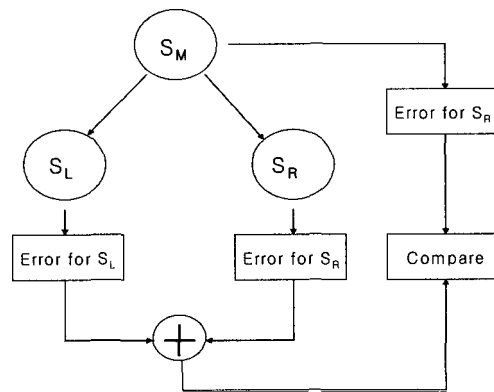 S_M
Error for S_R
S_L
S_R
Error for S_L
Error for S_R
Compare
+